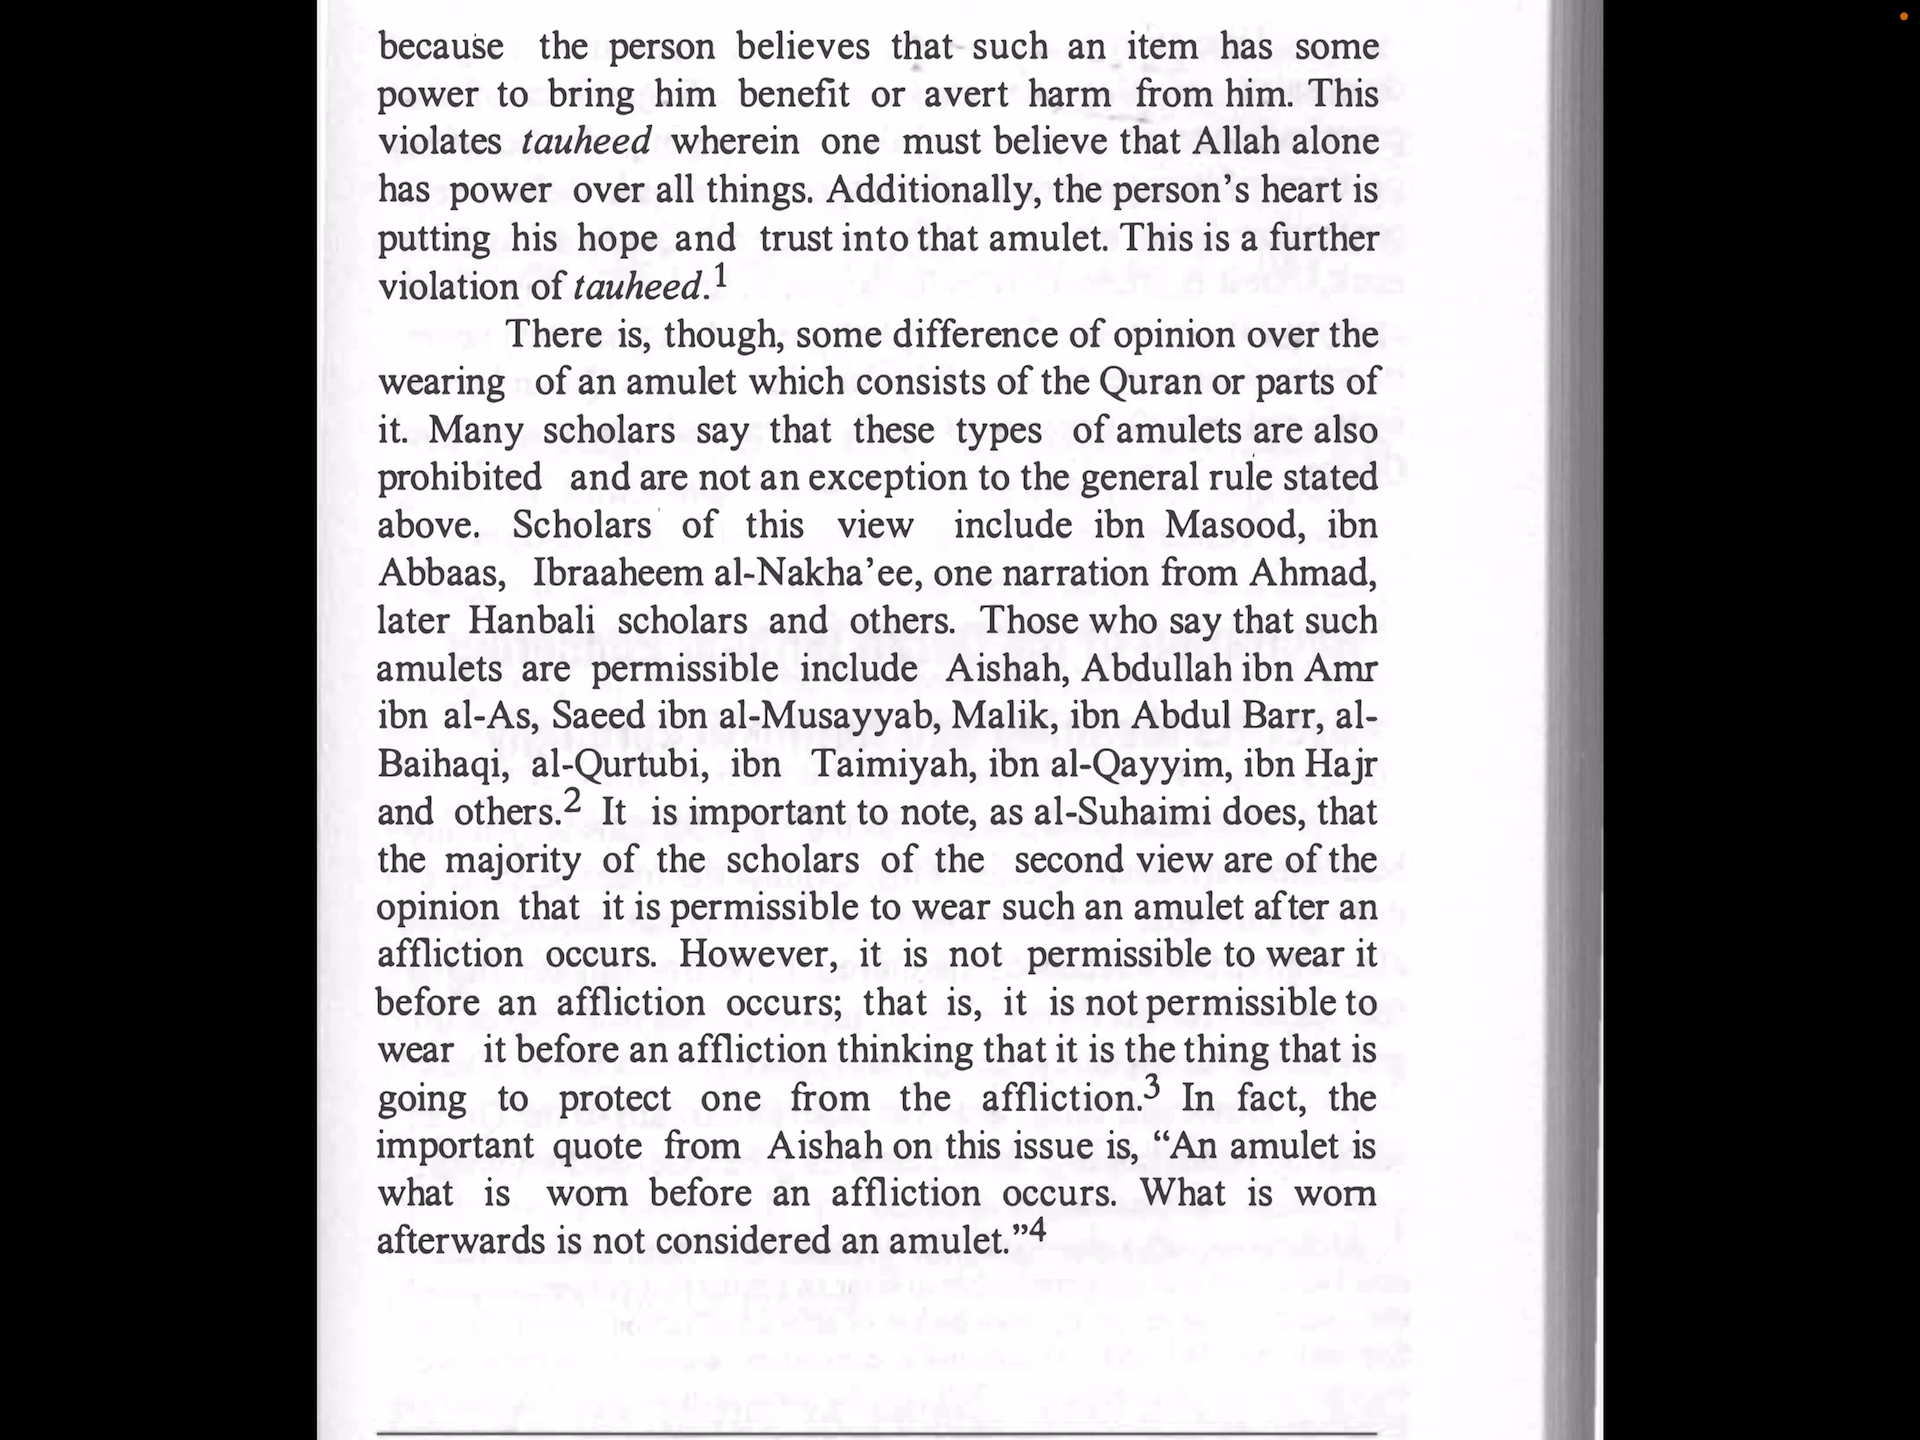 because the person believes that such an item has some
power to bring him benefit or avert harm from him. This
violates tauheed wherein one must believe that Allah alone
has power over all things. Additionally, the person’s heart is
putting his hope and trust into that amulet. This is a further
violation of tauheed.1
There is, though, some difference of opinion over the
wearing of an amulet which consists of the Quran or parts of
it. Many scholars say that these types of amulets are also
prohibited and are not an exception to the general rule stated
above. Scholars of this view include ibn Masood, ibn
Abbaas, Ibraaheem al-Nakha’ee, one narration from Ahmad,
later Hanbali scholars and others. Those who say that such
amulets are permissible include Aishah, Abdullah ibn Amr
ibn al-As, Saeed ibn al-Musayyab, Malik, ibn Abdul Barr, al-
Baihaqi, al-Qurtubi, ibn Taimiyah, ibn al-Qayyim, ibn Hajr
and others.2 It is important to note, as al-Suhaimi does, that
the majority of the scholars of the second view are of the
opinion that it is permissible to wear such an amulet after an
affliction occurs. However, it is not permissible to wear it
before an affliction occurs; that is, it is not permissible to
wear it before an affliction thinking that it is the thing that is
going to protect one from the affliction.3 In fact, the
important quote from Aishah on this issue is, “An amulet is
what is worn before an affliction occurs. What is worn
afterwards is not considered an amulet.”4